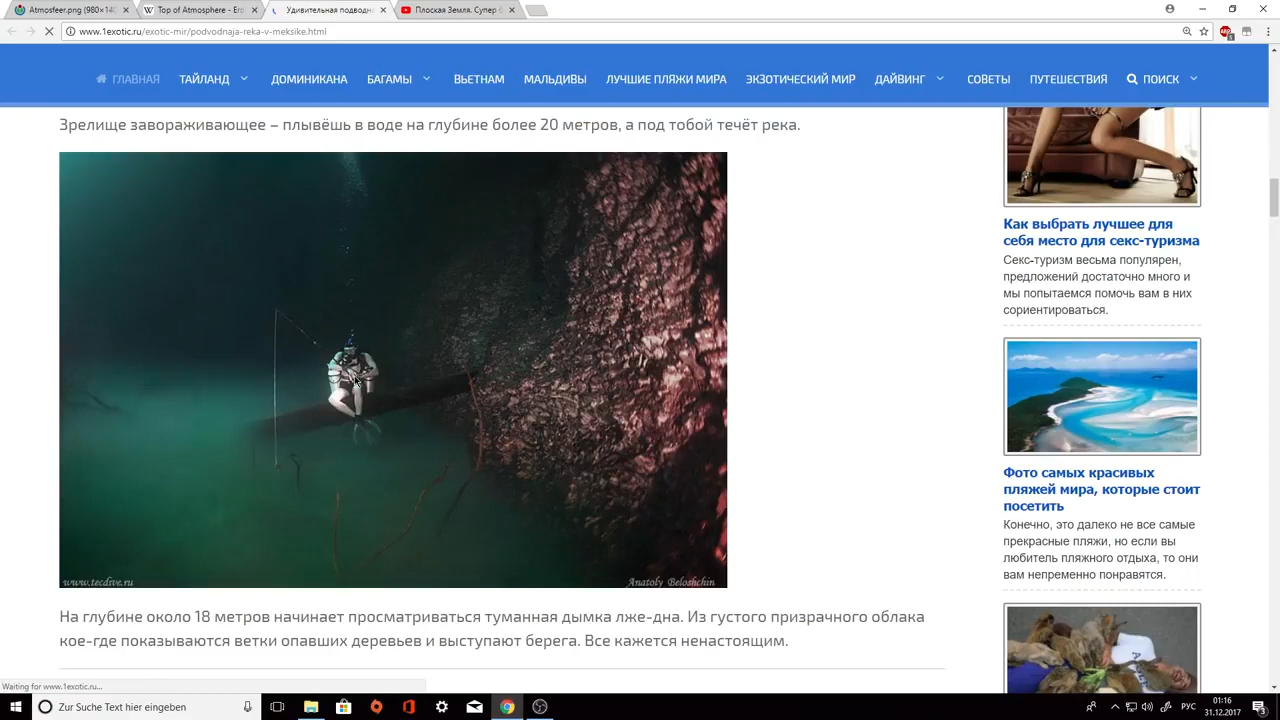 Atmosfeer.png (980×14
Top of Atmosphere - Er
Удивительная подводн
Плоская Земля. Супер б
www.1exotic.ru/exotic-mir/podvodnaja-reka-v-meksike.html
ГЛАВНАЯ ТАЙЛАНД ДОМИНИКАНА БАГАМЫ ВЬЕТНАМ МАЛЬДИВЫ ЛУЧШИЕ ПЛЯЖИ МИРА ЭКЗОТИЧЕСКИЙ МИР ДАЙВИНГ СОВЕТЫ ПУТЕШЕСТВИЯ ПОИСК
Зрелище завораживающее – плывёшь в воде на глубине более 20 метров, а под тобой течёт река.
www.tecdive.ru
Anatoly Beloshchin
На глубине около 18 метров начинает просматриваться туманная дымка лже-дна. Из густого призрачного облака
кое-где показываются ветки опавших деревьев и выступают берега. Все кажется ненастоящим.
Как выбрать лучшее для
себя место для секс-туризма
Секс-туризм весьма популярен,
предложений достаточно много и
мы попытаемся помочь вам в них
сориентироваться.
Фото самых красивых
пляжей мира, которые стоит
посетить
Конечно, это далеко не все самые
прекрасные пляжи, но если вы
любитель пляжного отдыха, то они
вам непременно понравятся.
Waiting for www.1exotic.ru...
Zur Suche Text hier eingeben
РУС
01:16
31.12.2017